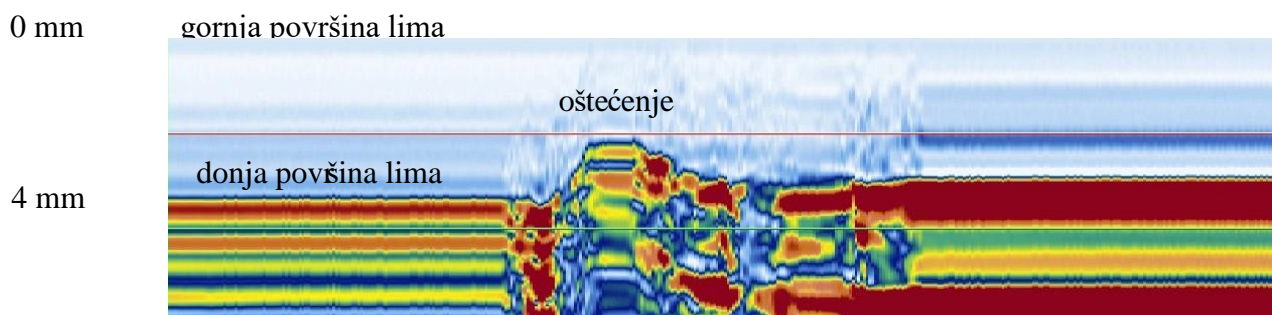 0 mm gornja površina lima
oštećenje
donja površina lima
4 mm